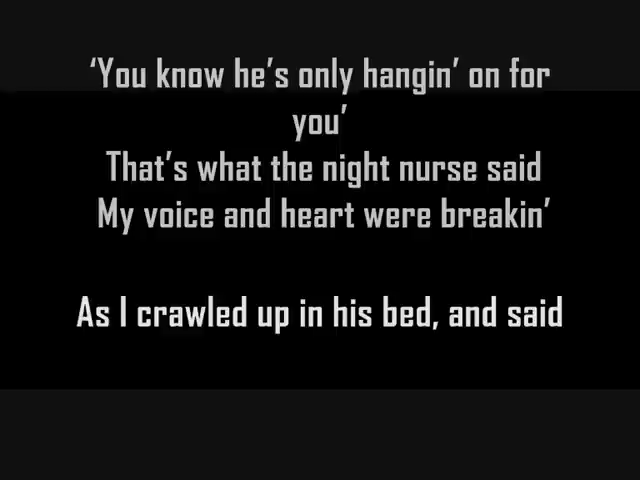 ‘You know he’s only hangin’ on for
you’
That’s what the night nurse said
My voice and heart were breakin’
As I crawled up in his bed, and said